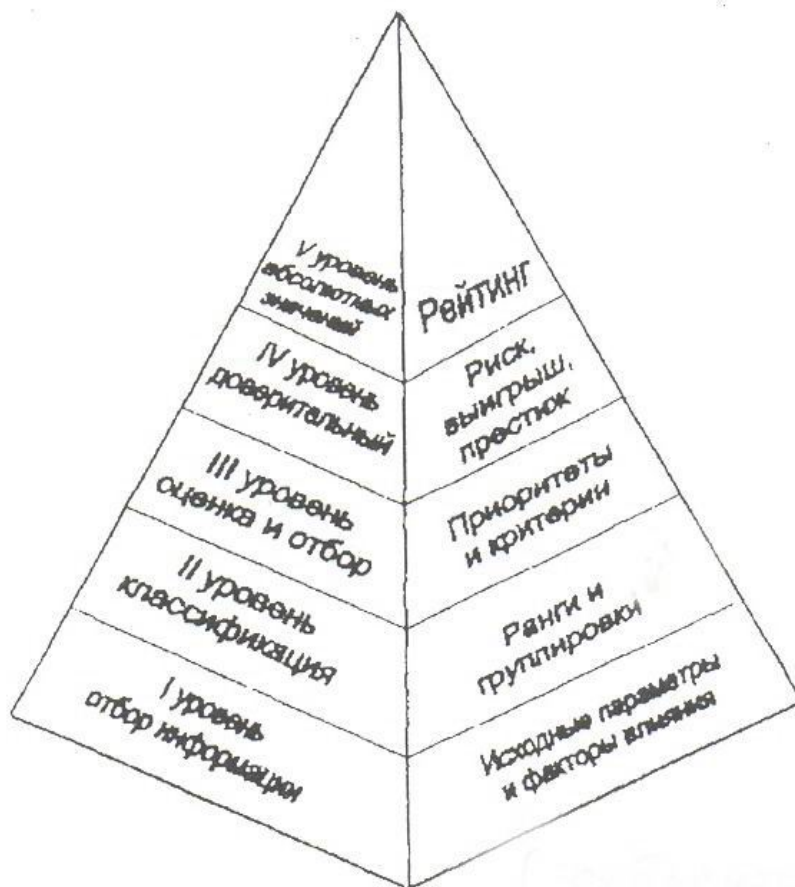 V уровень
абсолютных
значений
Рейтинг
IV уровень
доверительный
Риск,
выигрыш,
престиж
III уровень
оценка и отбор
Приоритеты
и критерии
II уровень
классификация
Ранги и
группировки
I уровень
отбор информации
Исходные параметры
и факторы влияния